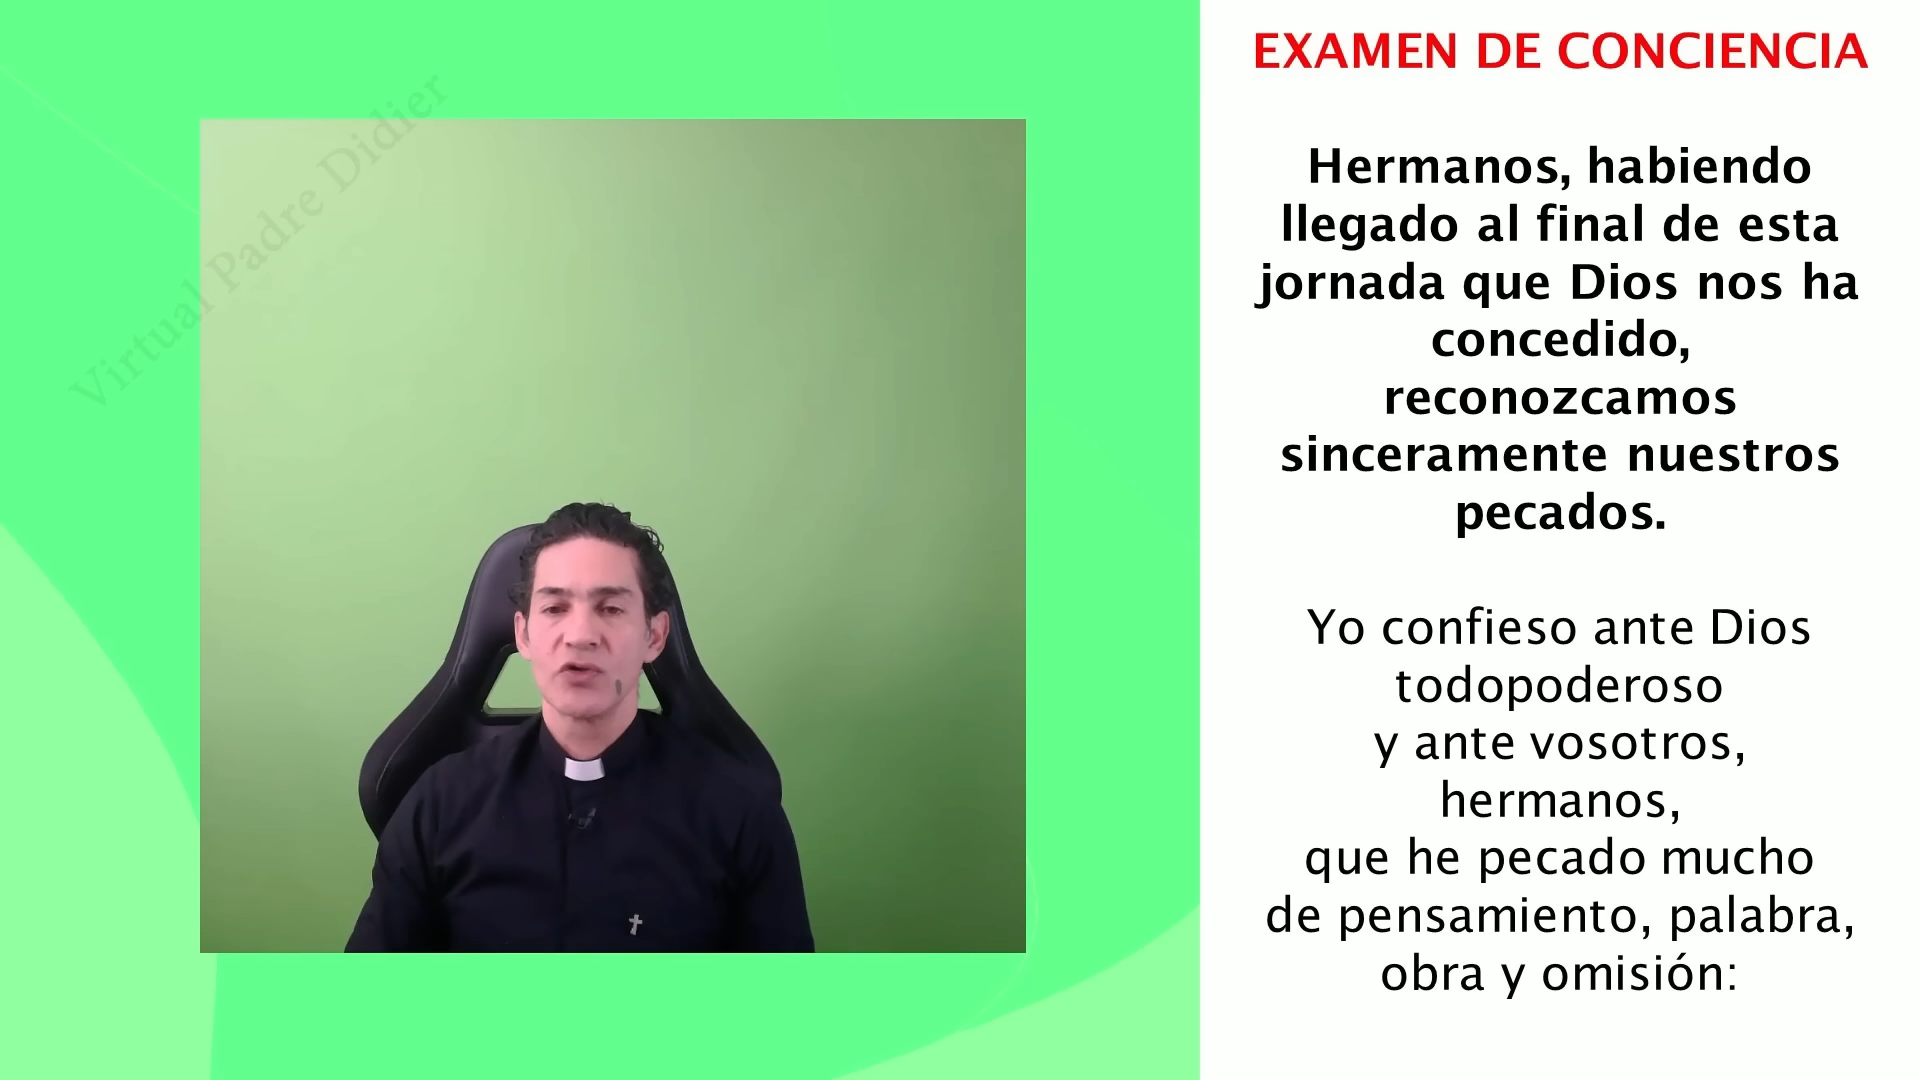 Virtual Padre Didier
EXAMEN DE CONCIENCIA
Hermanos, habiendo
llegado al final de esta
jornada que Dios nos ha
concedido,
reconozcamos
sinceramente nuestros
pecados.
Yo confieso ante Dios
todopoderoso
y ante vosotros,
hermanos,
que he pecado mucho
de pensamiento, palabra,
obra y omisión: